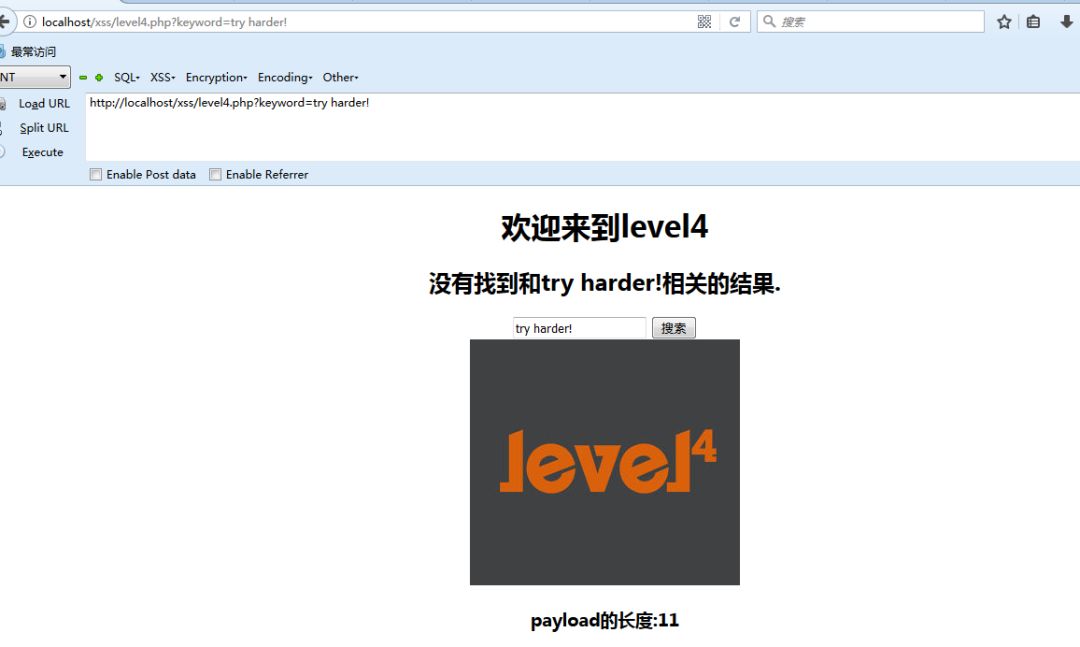 localhost/xss/level4.php?keyword=try harder!
搜索
最常访问
NT SQL▾ XSS▾ Encryption▾ Encoding▾ Other▾
Load URL
http://localhost/xss/level4.php?keyword=try harder!
Split URL
Execute
Enable Post data Enable Referrer
欢迎来到level4
没有找到和try harder!相关的结果.
try harder! 搜索
level4
payload的长度:11